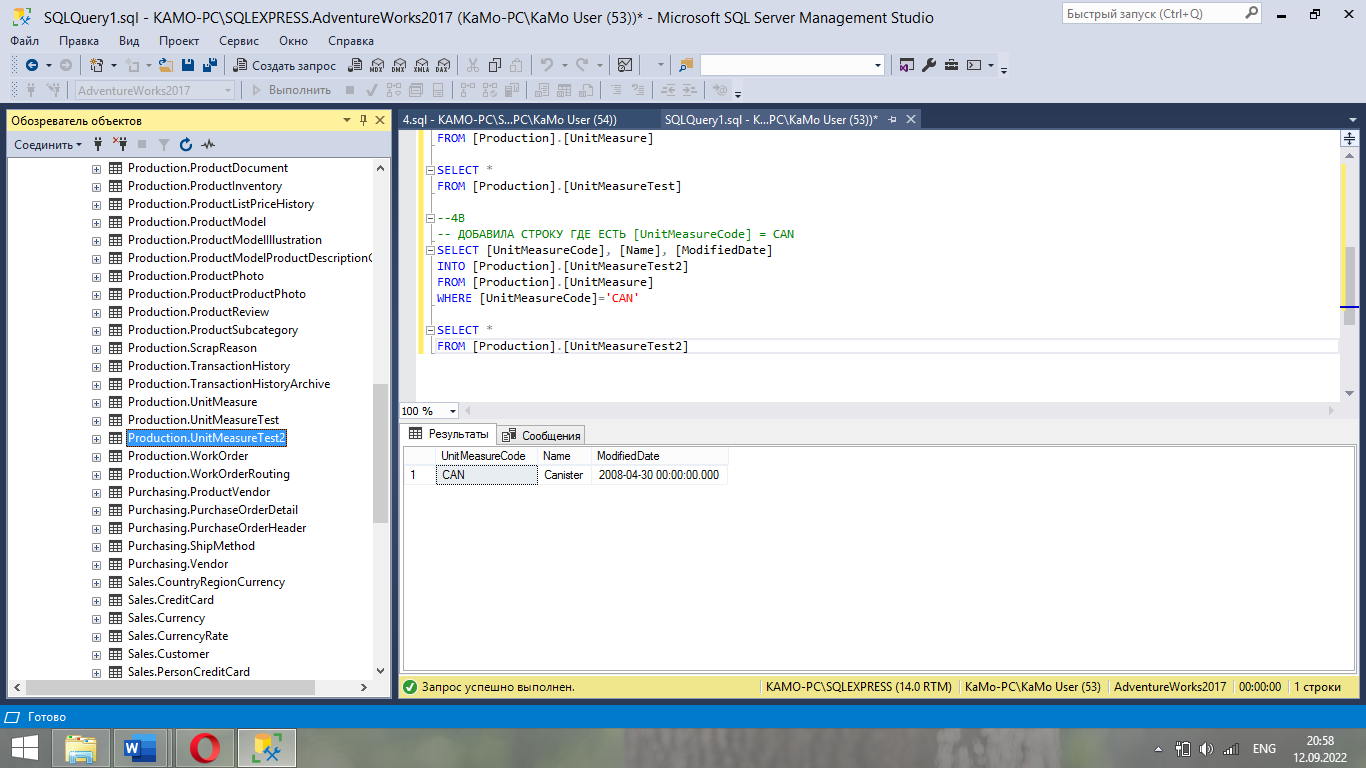 SQLQuery1.sql - KAMO-PC\SQLEXPRESS.AdventureWorks2017 (KaMo-PC\KaMo User (53))* - Microsoft SQL Server Management Studio
Быстрый запуск (Ctrl+Q)
Файл Правка Вид Проект Сервис Окно Справка
Создать запрос MDX DMX XMLA DAX
AdventureWorks2017 Выполнить
Обозреватель объектов
Соединить
Production.ProductDocument
Production.ProductInventory
Production.ProductListPriceHistory
Production.ProductModel
Production.ProductModelIllustration
Production.ProductModelProductDescriptionC
Production.ProductPhoto
Production.ProductProductPhoto
Production.ProductReview
Production.ProductSubcategory
Production.ScrapReason
Production.TransactionHistory
Production.TransactionHistoryArchive
Production.UnitMeasure
Production.UnitMeasureTest
Production.UnitMeasureTest2
Production.WorkOrder
Production.WorkOrderRouting
Purchasing.ProductVendor
Purchasing.PurchaseOrderDetail
Purchasing.PurchaseOrderHeader
Purchasing.ShipMethod
Purchasing.Vendor
Sales.CountryRegionCurrency
Sales.CreditCard
Sales.Currency
Sales.CurrencyRate
Sales.Customer
Sales.PersonCreditCard
4.sql - KAMO-PC\S...PC\KaMo User (54)) SQLQuery1.sql - K...PC\KaMo User (53))*
FROM [Production].[UnitMeasure]
SELECT *
FROM [Production].[UnitMeasureTest]
--4B
-- ДОБАВИЛА СТРОКУ ГДЕ ЕСТЬ [UnitMeasureCode] = CAN
SELECT [UnitMeasureCode], [Name], [ModifiedDate]
INTO [Production].[UnitMeasureTest2]
FROM [Production].[UnitMeasure]
WHERE [UnitMeasureCode]='CAN'
SELECT *
FROM [Production].[UnitMeasureTest2]
100 %
Результаты Сообщения
UnitMeasureCode Name ModifiedDate
1 CAN Canister 2008-04-30 00:00:00.000
Запрос успешно выполнен. KAMO-PC\SQLEXPRESS (14.0 RTM) KaMo-PC\KaMo User (53) AdventureWorks2017 00:00:00 1 строки
Готово
ENG
20:58
12.09.2022